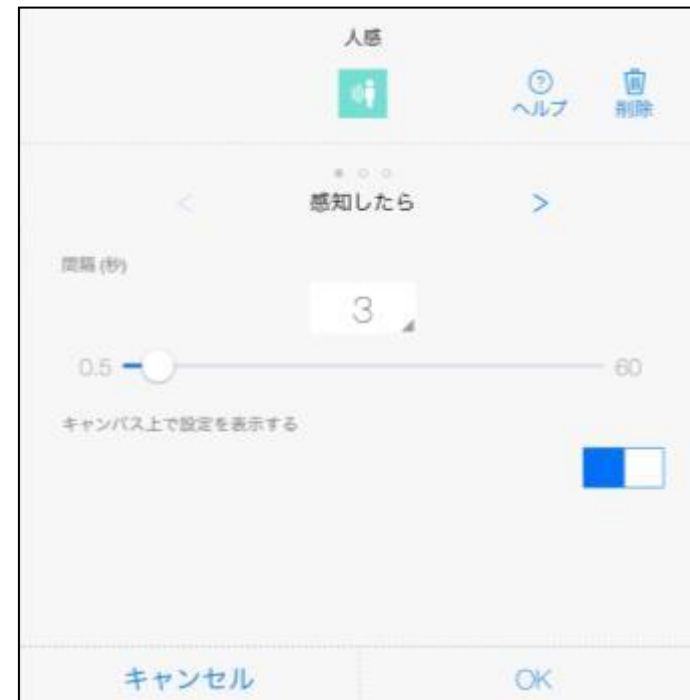 人感
ヘルプ
削除
<
感知したら
>
間隔 (秒)
3
0.5
60
キャンバス上で設定を表示する
キャンセル
OK